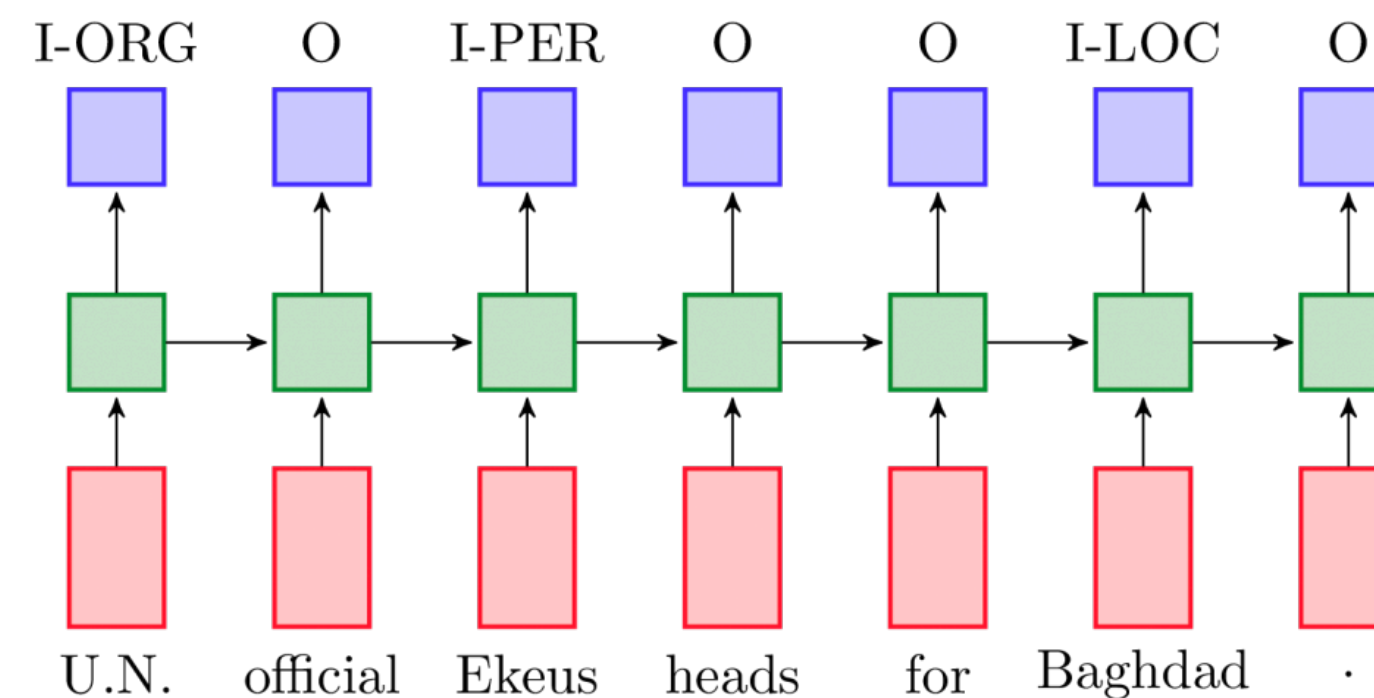 I-ORG O I-PER O O I-LOC O
U.N. official Ekeus heads for Baghdad .